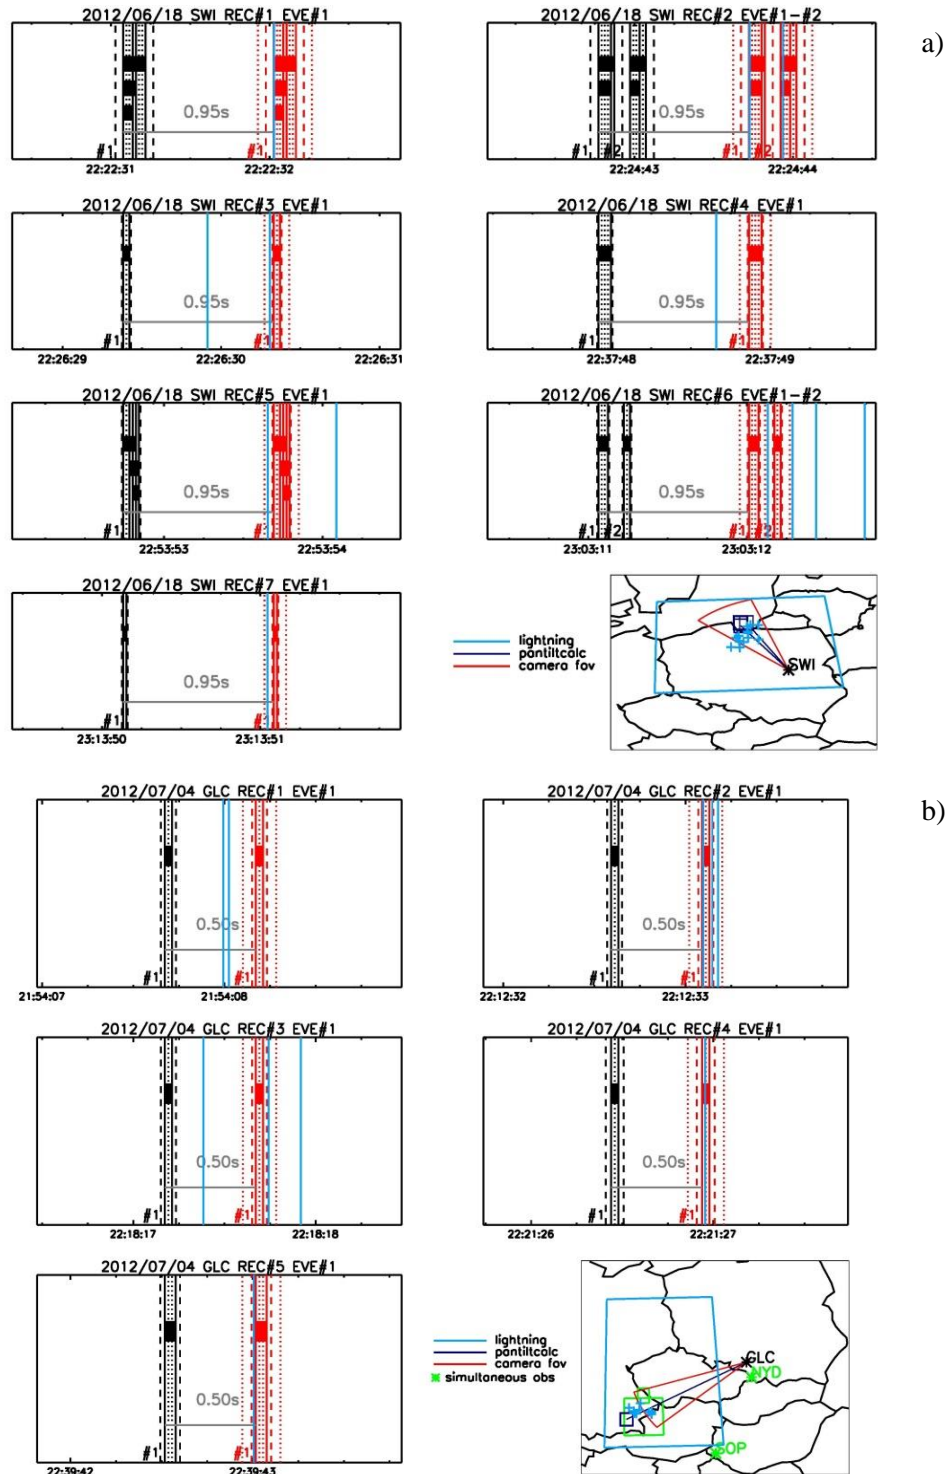 2012/06/18 SWI REC#1 EVE#1
0.95s
#1 #1
22:22:31 22:22:32
2012/06/18 SWI REC#2 EVE#1-#2
a)
0.95s
#1 #2 #1 #2
22:24:43 22:24:44
2012/06/18 SWI REC#3 EVE#1
0.95s
#1 #1
22:26:29 22:26:30 22:26:31
2012/06/18 SWI REC#4 EVE#1
0.95s
#1 #1
22:37:48 22:37:49
2012/06/18 SWI REC#5 EVE#1
0.95s
#1 #
22:53:53 22:53:54
2012/06/18 SWI REC#6 EVE#1-#2
0.95s
#1 #2 #1 #2
23:03:11 23:03:12
2012/06/18 SWI REC#7 EVE#1
0.95s
#1 #
23:13:50 23:13:51
lightning
pantiltcalc
camera fov
SWI
2012/07/04 GLC REC#1 EVE#1
0.50s
#1 #1
21:54:07 21:54:08
2012/07/04 GLC REC#2 EVE#1
b)
0.50s
#1 #1
22:12:32 22:12:33
2012/07/04 GLC REC#3 EVE#1
0.50s
#1 #1
22:18:17 22:18:18
2012/07/04 GLC REC#4 EVE#1
0.50s
#1 #1
22:21:26 22:21:27
2012/07/04 GLC REC#5 EVE#1
0.50s
22:39:42 22:39:43
lightning
pantiltcalc
camera fov
simultaneous obs
GLC
NYD
SOP